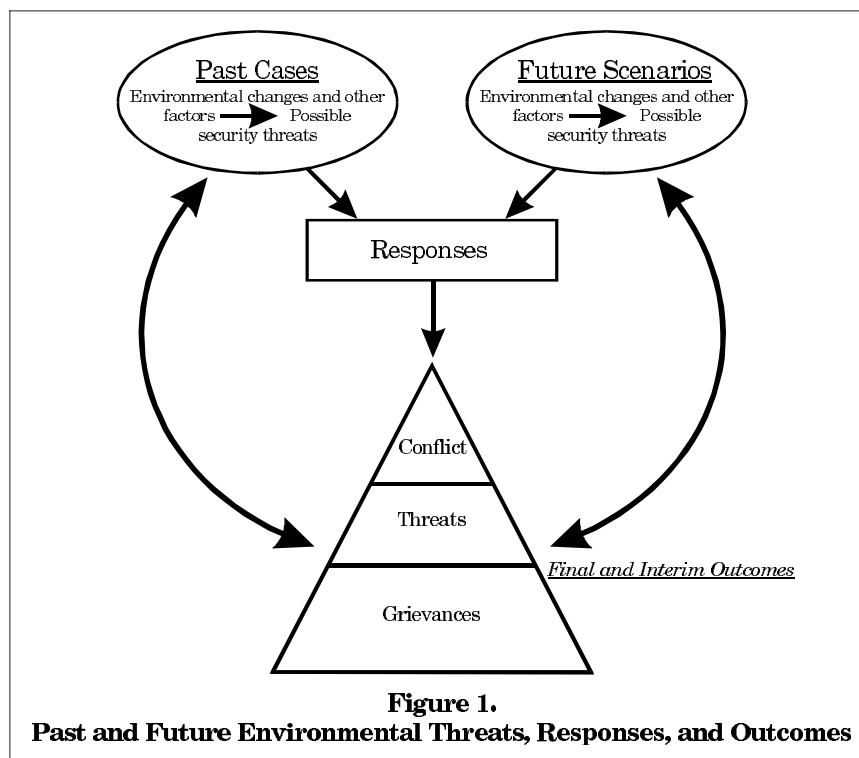 Past Cases
Environmental changes and other
factors Possible
security threats
Future Scenarios
Environmental changes and other
factors Possible
security threats
Responses
Conflict
Threats
Final and Interim Outcomes
Grievances
Figure 1.
Past and Future Environmental Threats, Responses, and Outcomes